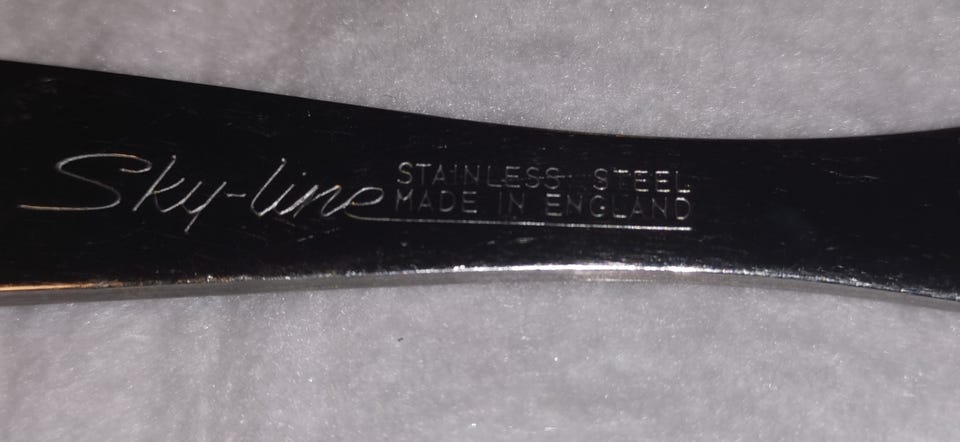 Sky-line
STAINLESS STEEL
MADE IN ENGLAND